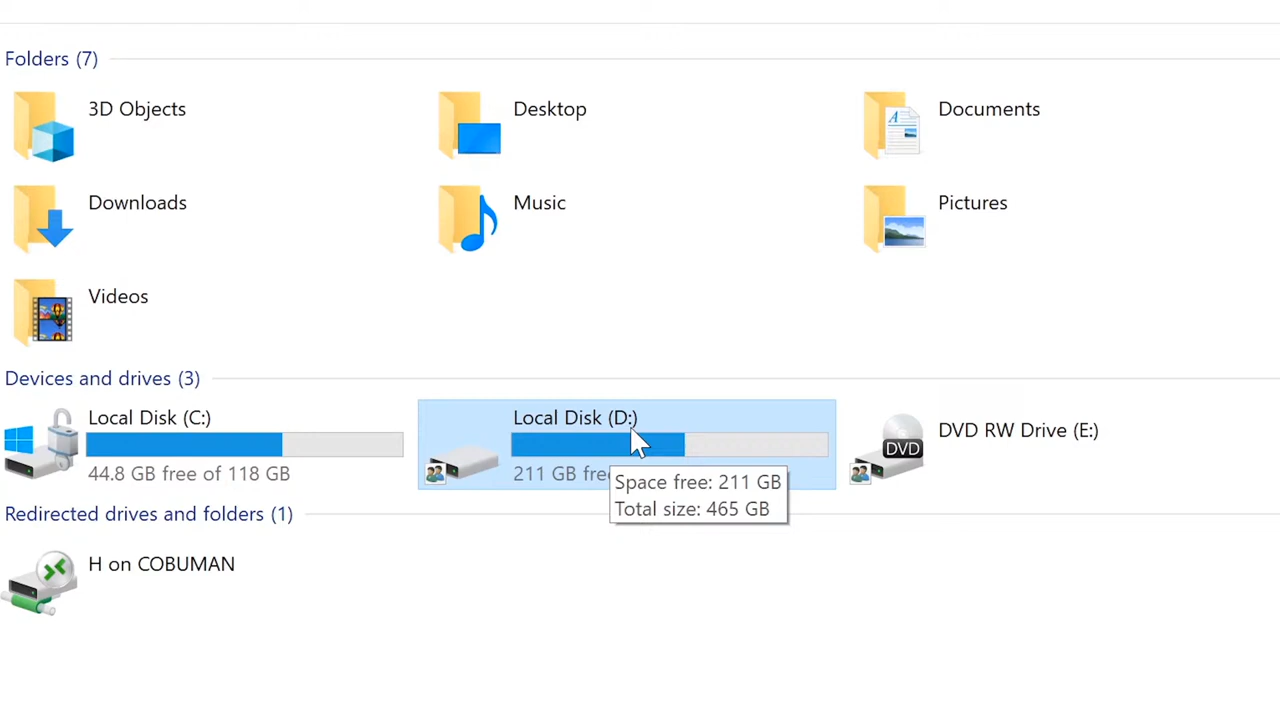 Folders (7)
3D Objects
Desktop
Documents
Downloads
Music
Pictures
Videos
Devices and drives (3)
Local Disk (C:)
44.8 GB free of 118 GB
Local Disk (D:)
211 GB
Space free: 211 GB
Total size: 465 GB
DVD RW Drive (E:)
DVD
Redirected drives and folders (1)
H on COBUMAN